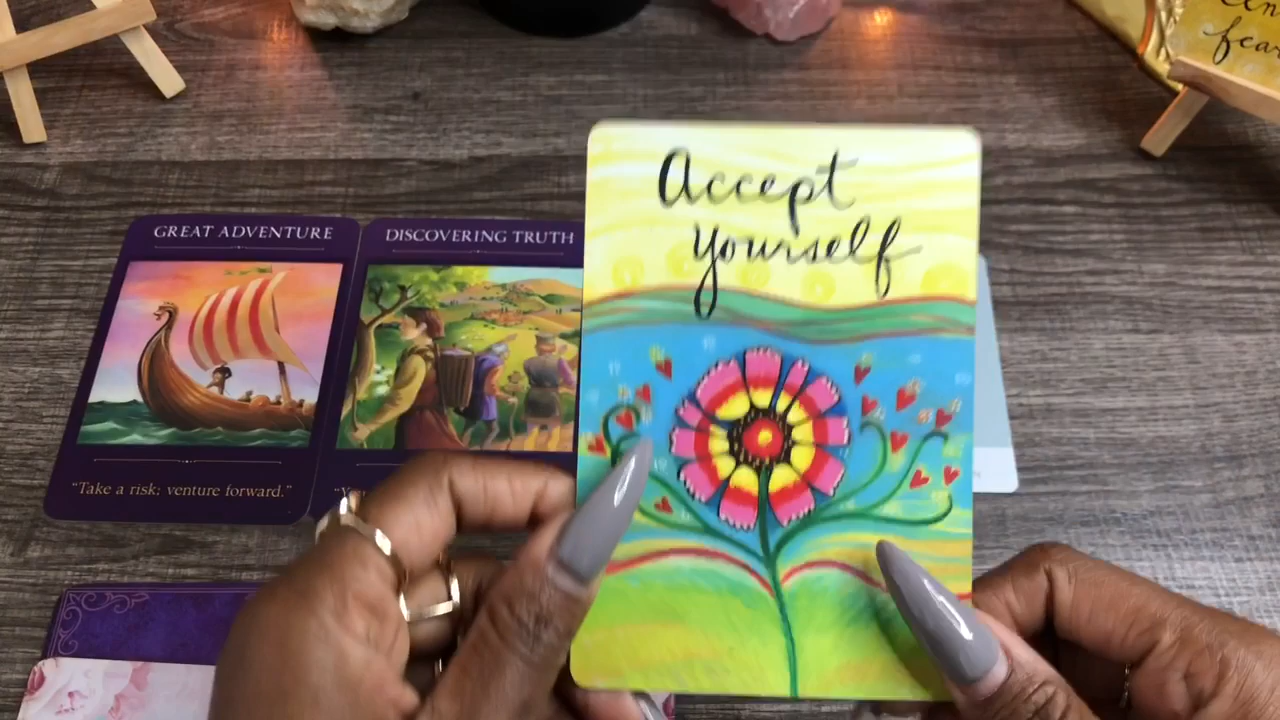 GREAT ADVENTURE
"Take a risk; venture forward."
DISCOVERING TRUTH
Accept
yourself